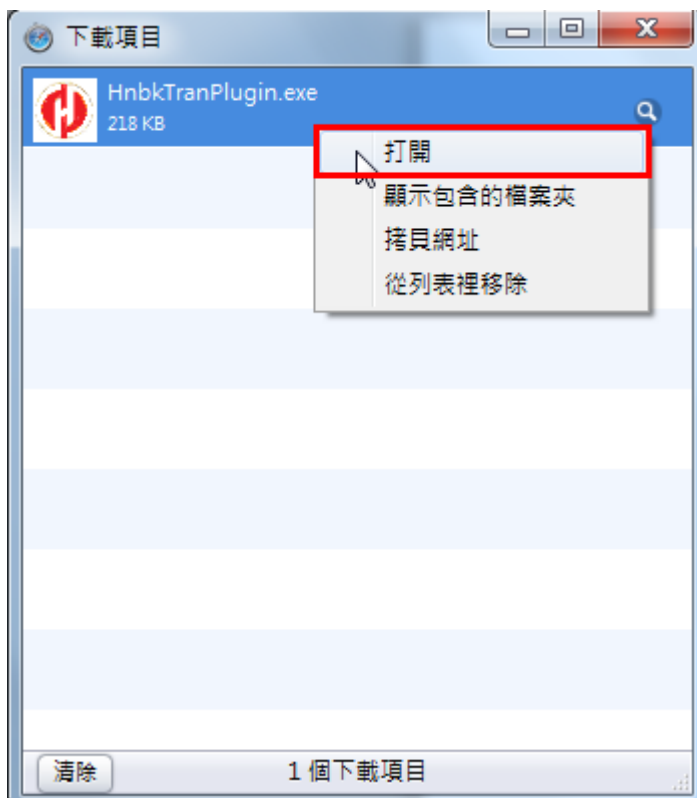 下載項目
HnbkTranPlugin.exe
218 KB
打開
顯示包含的檔案夾
拷貝網址
從列表裡移除
清除
1 個下載項目